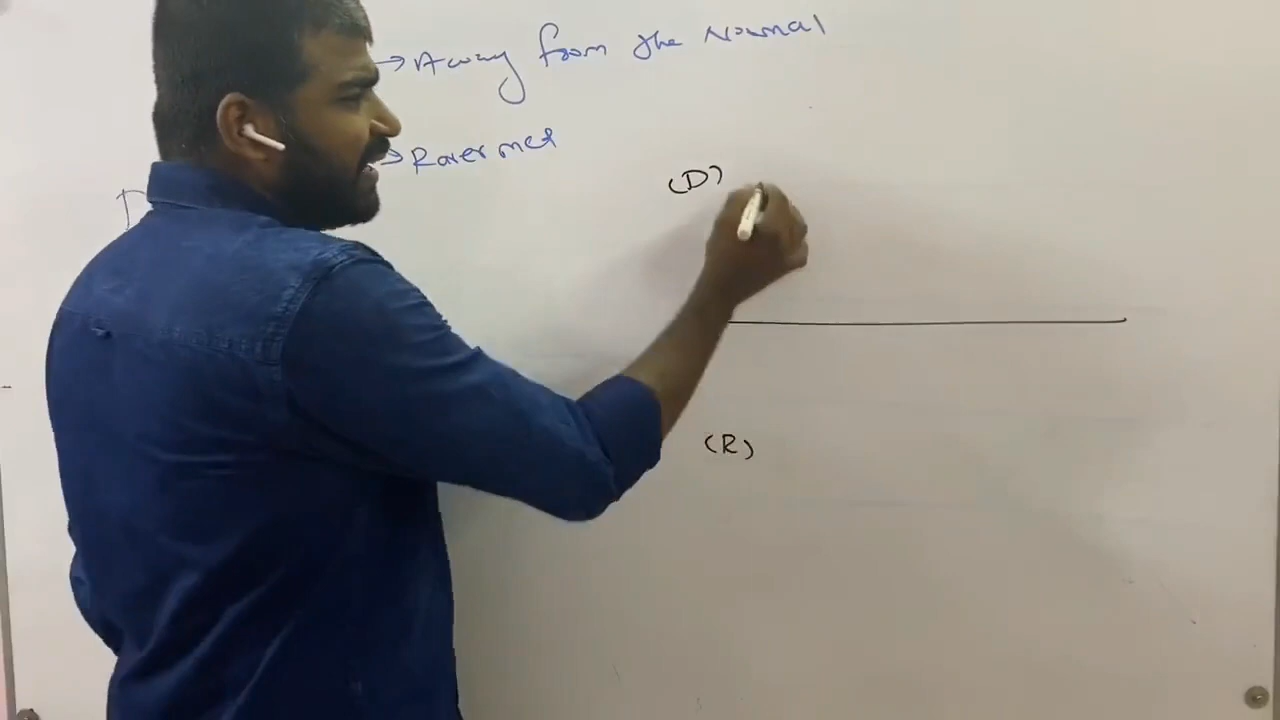 → Away from the Normal
→ Rarer med
D
(D)
(R)